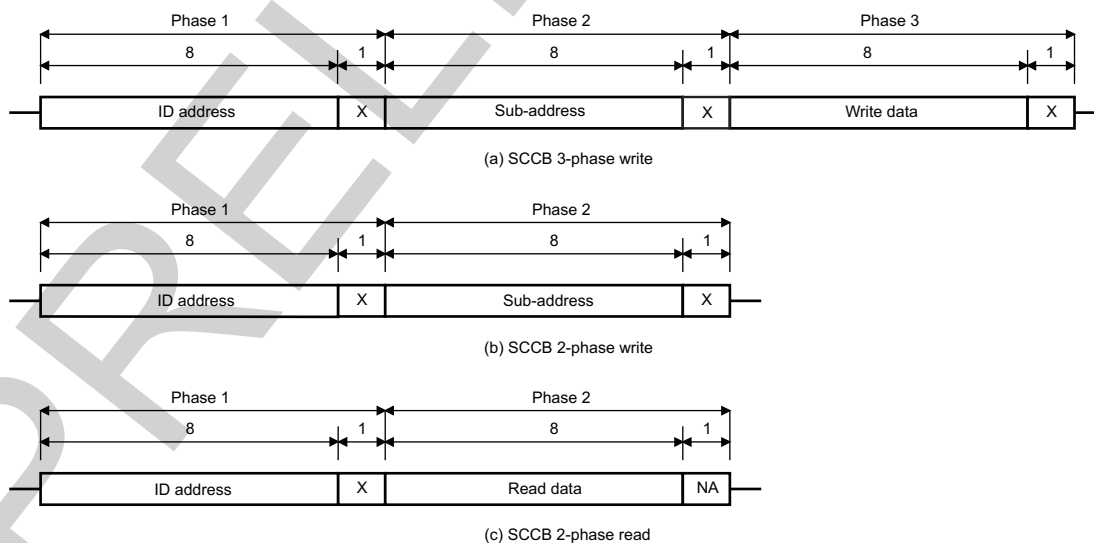 Phase 1 Phase 2 Phase 3
8 1 8 1 8 1
ID address X Sub-address X Write data X
(a) SCCB 3-phase write
Phase 1 Phase 2
8 1 8 1
ID address X Sub-address X
(b) SCCB 2-phase write
Phase 1 Phase 2
8 1 8 1
ID address X Read data NA
(c) SCCB 2-phase read
PREL